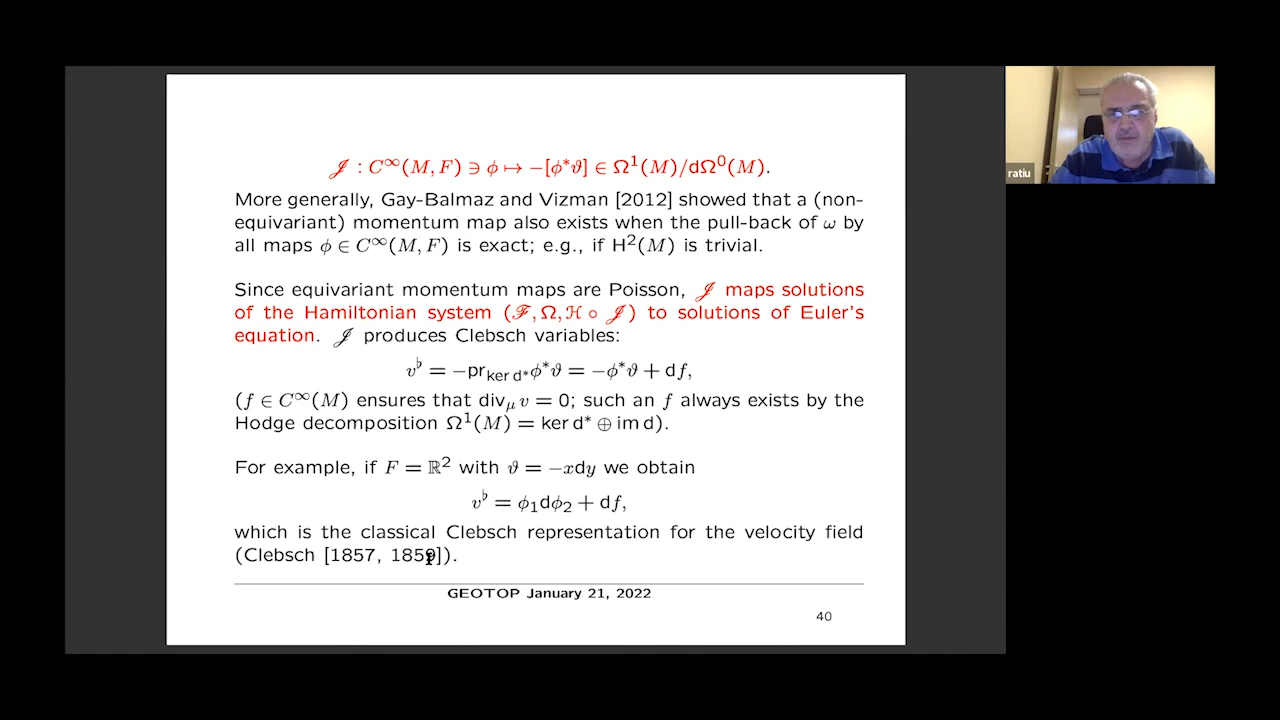 𝒥 : C^∞(M, F) ∋ ϕ ↦ −[ϕ*ϑ] ∈ Ω¹(M)/dΩ⁰(M).
More generally, Gay-Balmaz and Vizman [2012] showed that a (non-
equivariant) momentum map also exists when the pull-back of ω by
all maps ϕ ∈ C^∞(M, F) is exact; e.g., if H²(M) is trivial.
Since equivariant momentum maps are Poisson, 𝒥 maps solutions
of the Hamiltonian system (ℱ, Ω, ℋ ∘ 𝒥) to solutions of Euler's
equation. 𝒥 produces Clebsch variables:
v^♭ = −pr_{ker d*}ϕ*ϑ = −ϕ*ϑ + df,
(f ∈ C^∞(M) ensures that div_μ v = 0; such an f always exists by the
Hodge decomposition Ω¹(M) = ker d* ⊕ im d).
For example, if F = ℝ² with ϑ = −xdy we obtain
v^♭ = ϕ₁dϕ₂ + df,
which is the classical Clebsch representation for the velocity field
(Clebsch [1857, 1859]).
GEOTOP January 21, 2022
40
ratiu